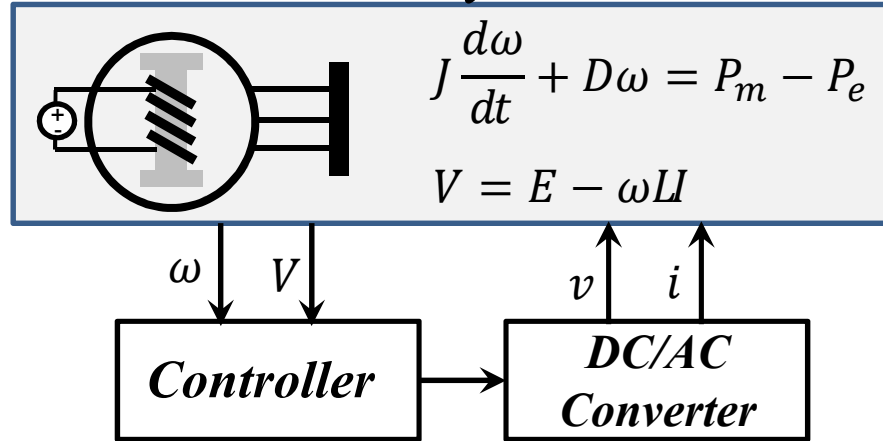 J dω/dt + Dω = P_m − P_e
+
-
V = E − ωLI
ω V v i
Controller
DC/AC
Converter